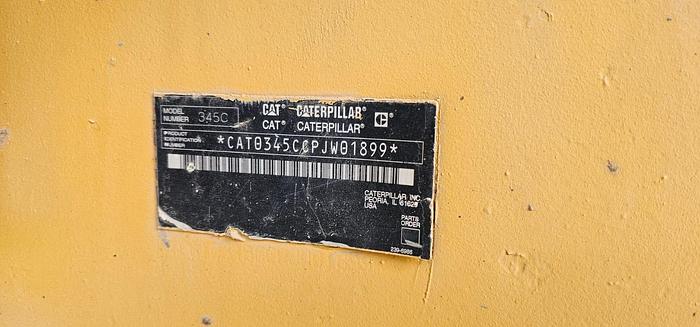 MODEL NUMBER 345C
CAT® CATERPILLAR®
CAT® CATERPILLAR®
PRODUCT IDENTIFICATION NUMBER
*CAT0345CCPJW01899*
CATERPILLAR INC.
PEORIA, IL 61629
USA
PARTS ORDER
239-5985